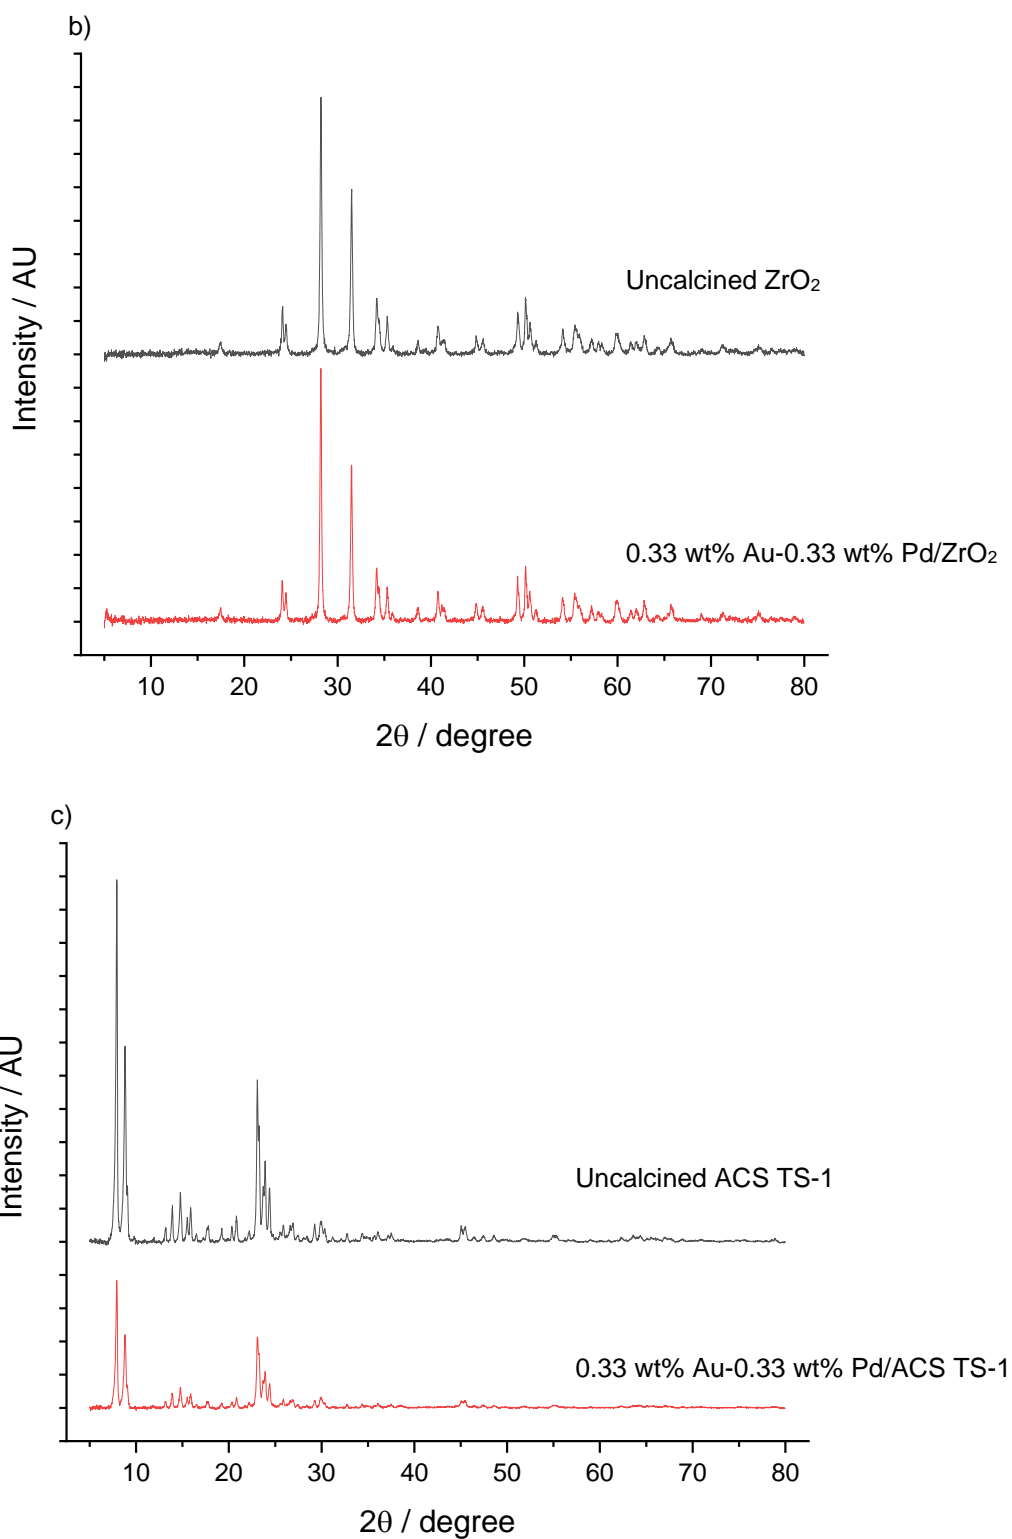 b)
Intensity / AU
Uncalcined ZrO₂
0.33 wt% Au-0.33 wt% Pd/ZrO₂
10 20 30 40 50 60 70 80
2θ / degree
c)
Intensity / AU
Uncalcined ACS TS-1
0.33 wt% Au-0.33 wt% Pd/ACS TS-1
10 20 30 40 50 60 70 80
2θ / degree